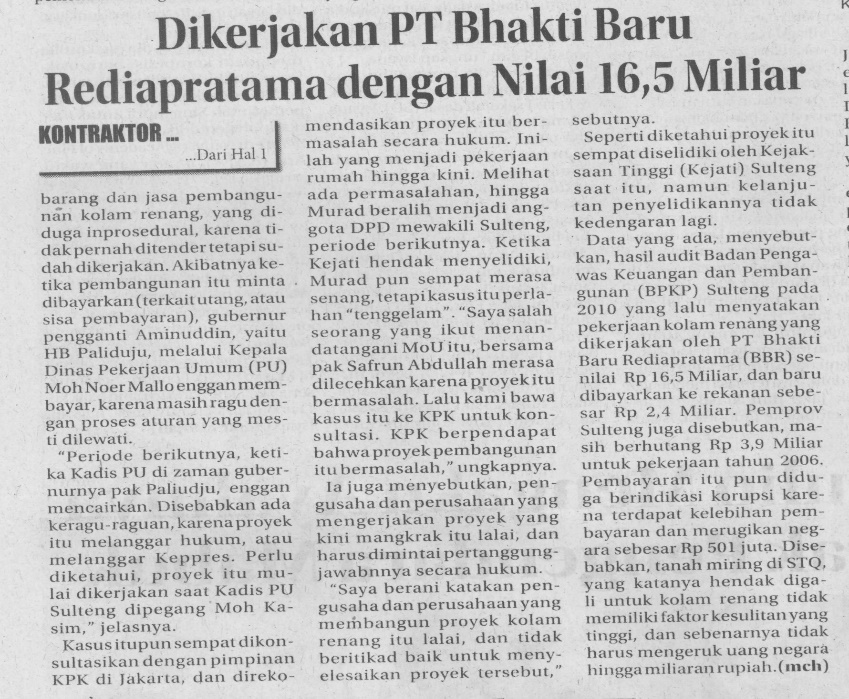 Dikerjakan PT Bhakti Baru
Rediapratama dengan Nilai 16,5 Miliar
KONTRAKTOR ...
...Dari Hal 1
barang dan jasa pembangu-
nan kolam renang, yang di-
duga inprosedural, karena ti-
dak pernah ditender tetapi su-
dah dikerjakan. Akibatnya ke-
tika pembangunan itu minta
dibayarkan (terkait utang, atau
sisa pembayaran), gubernur
pengganti Aminuddin, yaitu
HB Paliduju, melalui Kepala
Dinas Pekerjaan Umum (PU)
Moh Noer Mallo enggan mem-
bayar, karena masih ragu den-
gan proses aturan yang mes-
ti dilewati.
"Periode berikutnya, keti-
ka Kadis PU di zaman guber-
nurnya pak Paliudju, enggan
mencairkan. Disebabkan ada
keragu-raguan, karena proyek
itu melanggar hukum, atau
melanggar Keppres. Perlu
diketahui, proyek itu mu-
lai dikerjakan saat Kadis PU
Sulteng dipegang Moh Ka-
sim," jelasnya.
Kasus itupun sempat dikon-
sultasikan dengan pimpinan
KPK di Jakarta, dan direko-
mendasikan proyek itu ber-
masalah secara hukum. Ini-
lah yang menjadi pekerjaan
rumah hingga kini. Melihat
ada permasalahan, hingga
Murad beralih menjadi ang-
gota DPD mewakili Sulteng,
periode berikutnya. Ketika
Kejati hendak menyelidiki,
Murad pun sempat merasa
senang, tetapi kasus itu perla-
han "tenggelam". "Saya salah
seorang yang ikut menan-
datangani MoU itu, bersama
pak Safrun Abdullah merasa
dilecehkan karena proyek itu
bermasalah. Lalu kami bawa
kasus itu ke KPK untuk kon-
sultasi. KPK berpendapat
bahwa proyek pembangunan
itu bermasalah," ungkapnya.
Ia juga menyebutkan, pen-
gusaha dan perusahaan yang
mengerjakan proyek yang
kini mangkrak itu lalai, dan
harus dimintai pertanggung-
jawabnnya secara hukum.
"Saya berani katakan pen-
gusaha dan perusahaan yang
membangun proyek kolam
renang itu lalai, dan tidak
beritikad baik untuk meny-
elesaikan proyek tersebut,"
sebutnya.
Seperti diketahui proyek itu
sempat diselidiki oleh Kejak-
saan Tinggi (Kejati) Sulteng
saat itu, namun kelanju-
tan penyelidikannya tidak
kedengaran lagi.
Data yang ada, menyebut-
kan, hasil audit Badan Penga-
was Keuangan dan Pemban-
gunan (BPKP) Sulteng pada
2010 yang lalu menyatakan
pekerjaan kolam renang yang
dikerjakan oleh PT Bhakti
Baru Rediapratama (BBR) se-
nilai Rp 16,5 Miliar, dan baru
dibayarkan ke rekanan sebe-
sar Rp 2,4 Miliar. Pemprov
Sulteng juga disebutkan, ma-
sih berhutang Rp 3,9 Miliar
untuk pekerjaan tahun 2006.
Pembayaran itu pun didu-
ga berindikasi korupsi kare-
na terdapat kelebihan pem-
bayaran dan merugikan neg-
ara sebesar Rp 501 juta. Dise-
babkan, tanah miring di STQ,
yang katanya hendak diga-
li untuk kolam renang tidak
memiliki faktor kesulitan yang
tinggi, dan sebenarnya tidak
harus mengeruk uang negara
hingga miliaran rupiah.(mch)